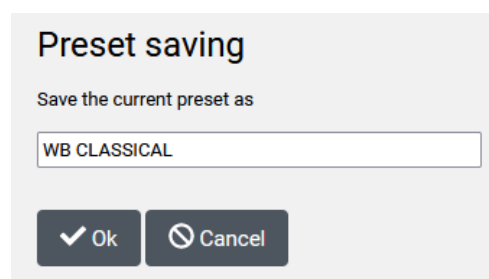 Preset saving
Save the current preset as
WB CLASSICAL
Ok Cancel